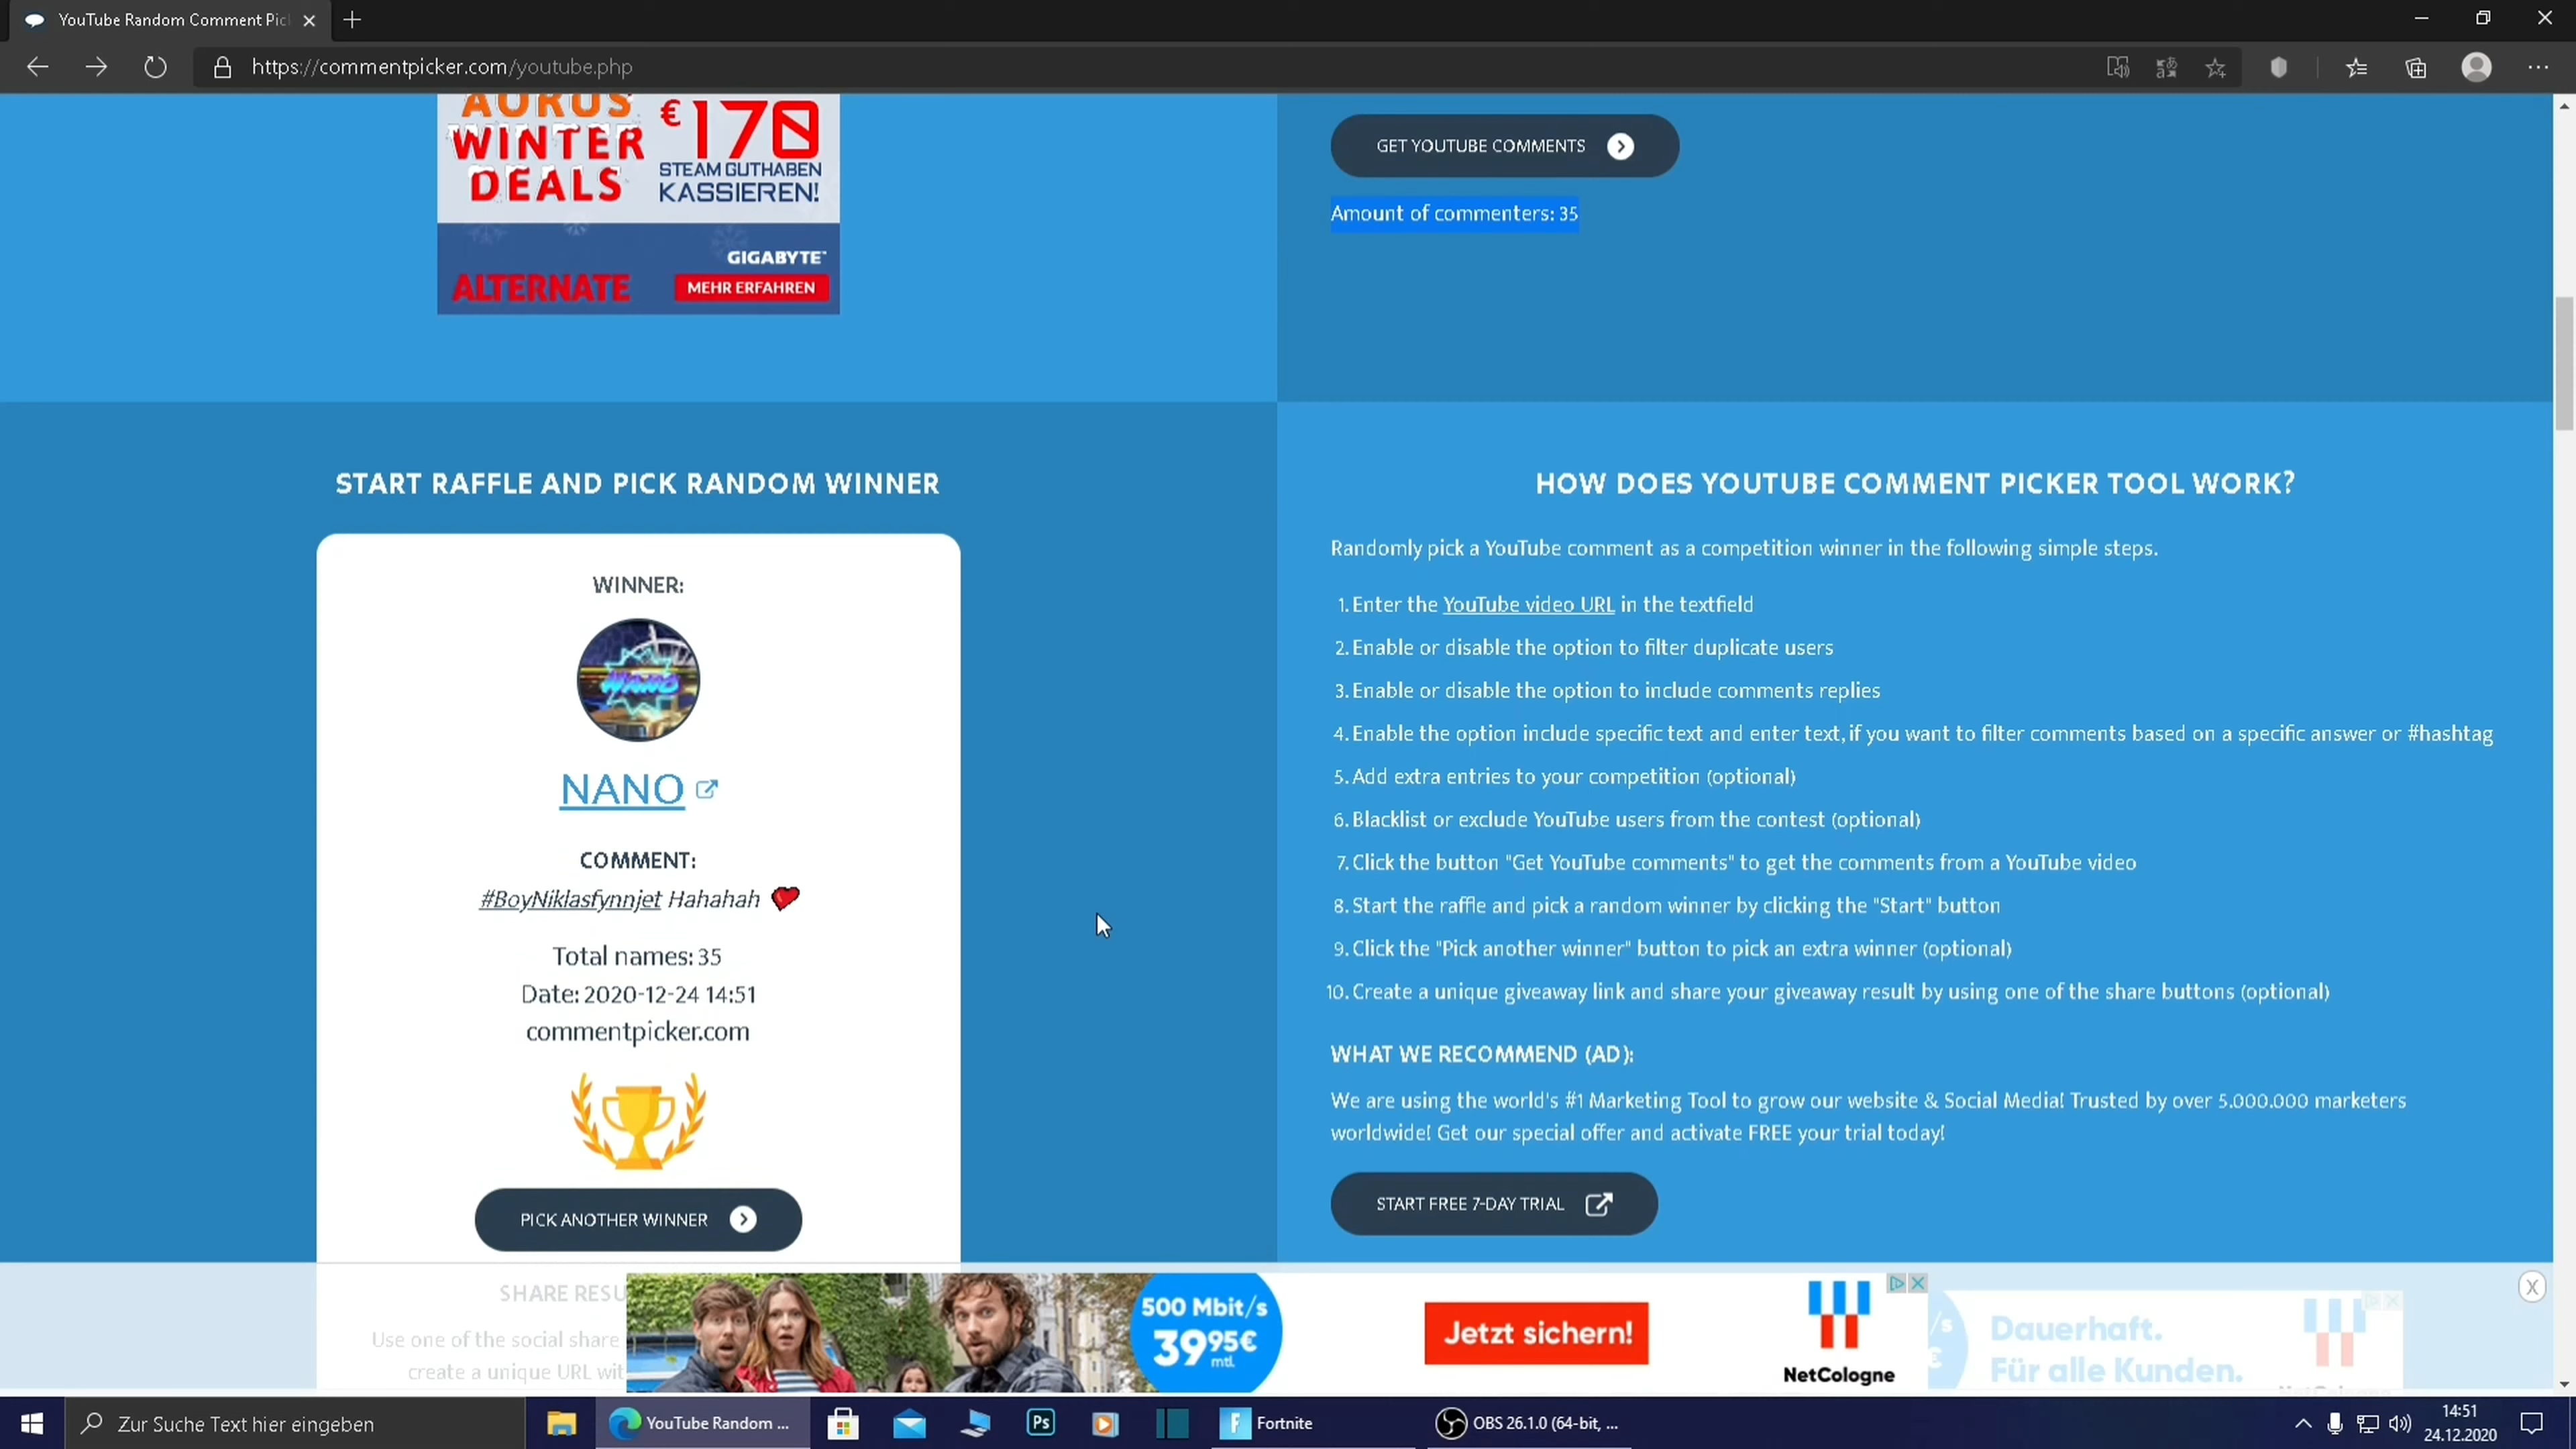 YouTube Random Comment Pic
https://commentpicker.com/youtube.php
AORUS
WINTER
DEALS
€170
STEAM GUTHABEN
KASSIEREN!
GIGABYTE
ALTERNATE
MEHR ERFAHREN
GET YOUTUBE COMMENTS
Amount of commenters: 35
START RAFFLE AND PICK RANDOM WINNER
WINNER:
NANO
NANO
COMMENT:
#BoyNiklasfynnjet Hahahah
Total names: 35
Date: 2020-12-24 14:51
commentpicker.com
PICK ANOTHER WINNER
SHARE RESU
Use one of the social share
create a unique URL wit
HOW DOES YOUTUBE COMMENT PICKER TOOL WORK?
Randomly pick a YouTube comment as a competition winner in the following simple steps.
1. Enter the YouTube video URL in the textfield
2. Enable or disable the option to filter duplicate users
3. Enable or disable the option to include comments replies
4. Enable the option include specific text and enter text, if you want to filter comments based on a specific answer or #hashtag
5. Add extra entries to your competition (optional)
6. Blacklist or exclude YouTube users from the contest (optional)
7. Click the button "Get YouTube comments" to get the comments from a YouTube video
8. Start the raffle and pick a random winner by clicking the "Start" button
9. Click the "Pick another winner" button to pick an extra winner (optional)
10. Create a unique giveaway link and share your giveaway result by using one of the share buttons (optional)
WHAT WE RECOMMEND (AD):
We are using the world's #1 Marketing Tool to grow our website & Social Media! Trusted by over 5.000.000 marketers
worldwide! Get our special offer and activate FREE your trial today!
START FREE 7-DAY TRIAL
500 Mbit/s
39,95€
mtl.
Jetzt sichern!
NetCologne
/s
€
Dauerhaft.
Für alle Kunden.
X
Zur Suche Text hier eingeben
YouTube Random ...
Ps
Fortnite
OBS 26.1.0 (64-bit, ...
14:51
24.12.2020